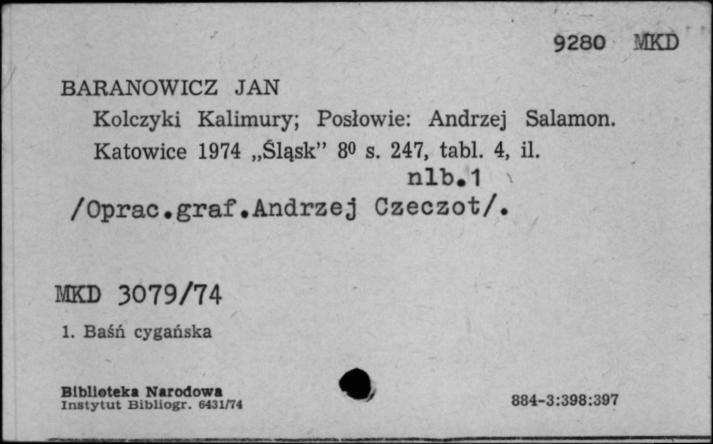 9280 MKD
BARANOWICZ JAN
Kolczyki Kalimury; Posłowie: Andrzej Salamon.
Katowice 1974 „Śląsk” 8⁰ s. 247, tabl. 4, il.
nlb.1
/Oprac.graf.Andrzej Czeczot/.
MKD 3079/74
1. Baśń cygańska
Biblioteka Narodowa
Instytut Bibliogr. 6431/74
884-3:398:397